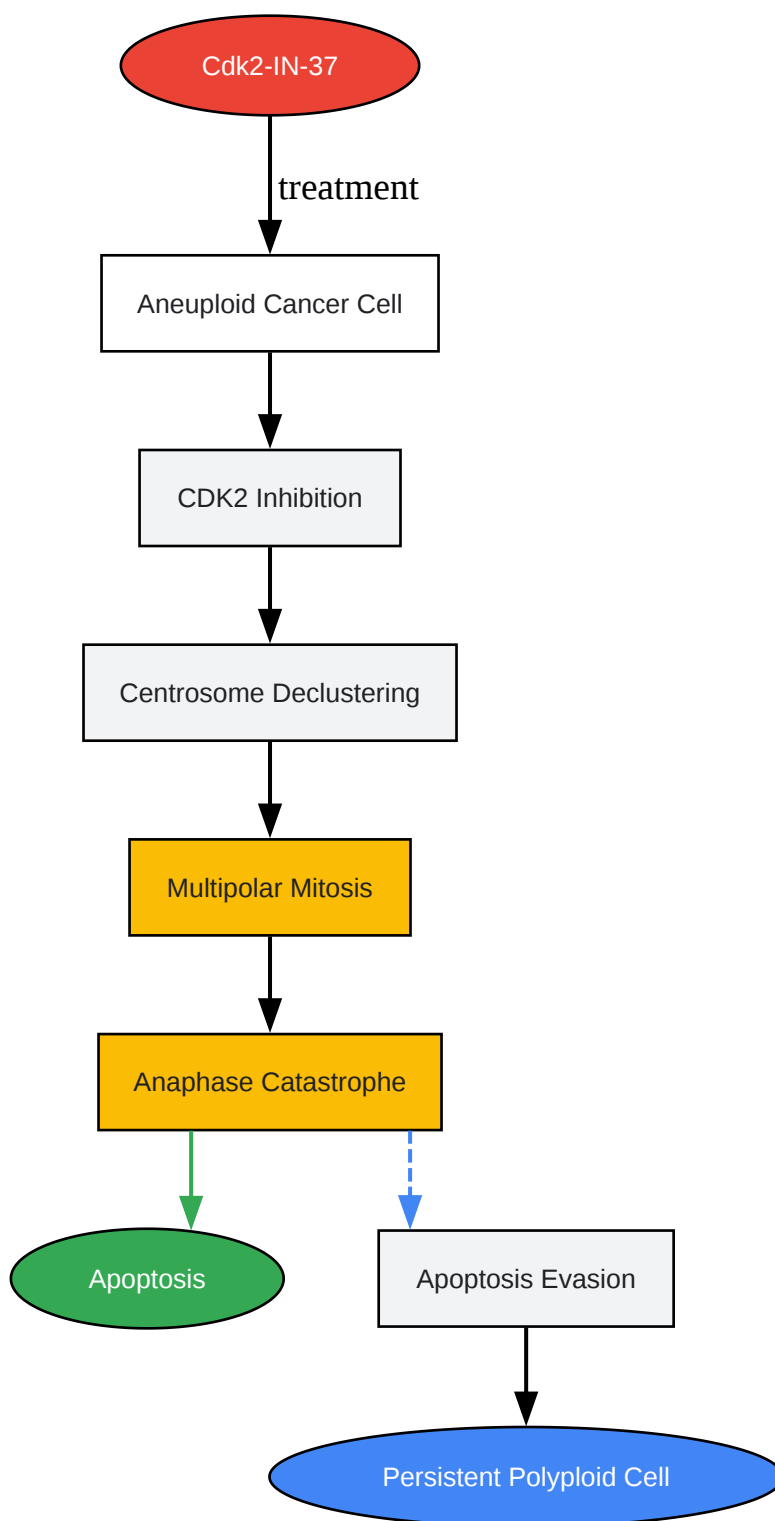 Cdk2-IN-37
treatment
Aneuploid Cancer Cell
CDK2 Inhibition
Centrosome Declustering
Multipolar Mitosis
Anaphase Catastrophe
Apoptosis
Apoptosis Evasion
Persistent Polyploid Cell